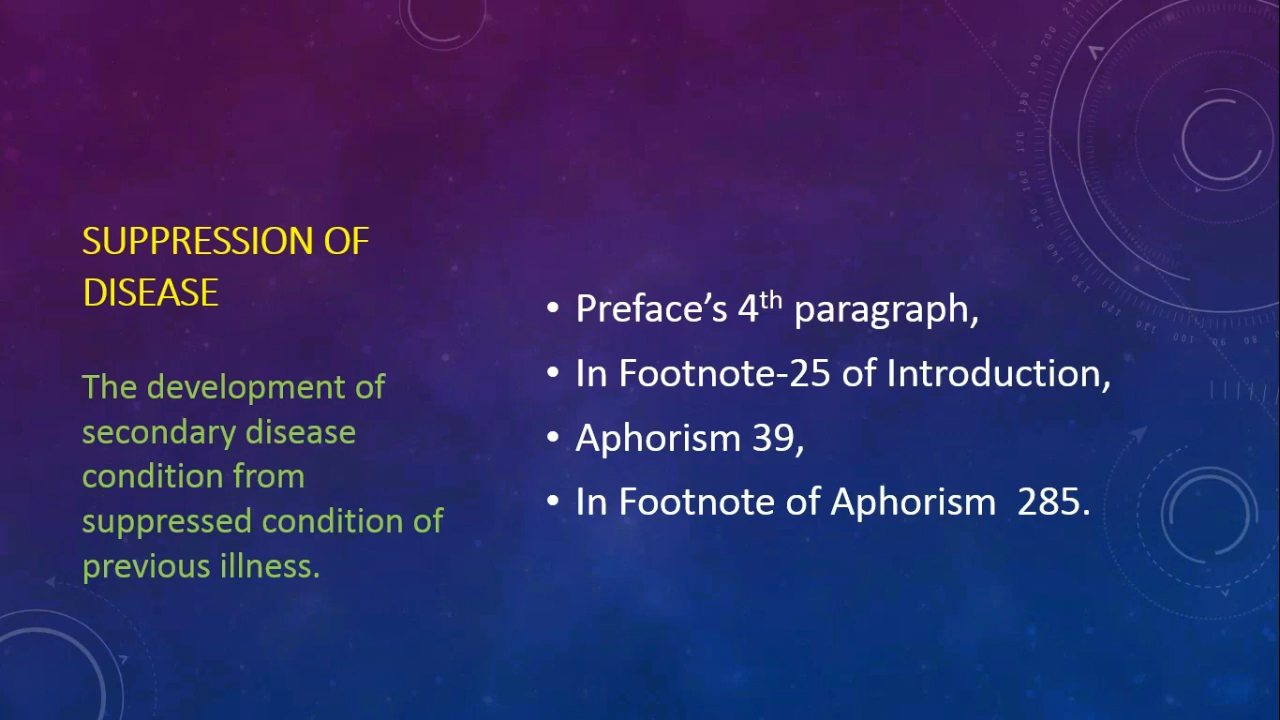 SUPPRESSION OF
DISEASE
The development of
secondary disease
condition from
suppressed condition of
previous illness.
• Preface’s 4th paragraph,
• In Footnote-25 of Introduction,
• Aphorism 39,
• In Footnote of Aphorism  285.